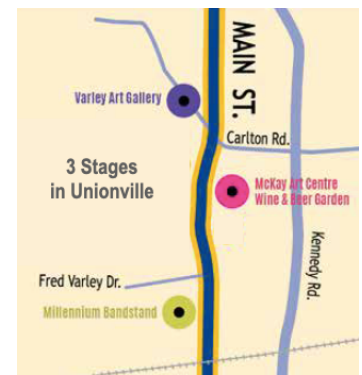 MAIN ST.
Varley Art Gallery
Carlton Rd.
3 Stages
in Unionville
McKay Art Centre
Wine & Beer Garden
Kennedy Rd.
Fred Varley Dr.
Millennium Bandstand